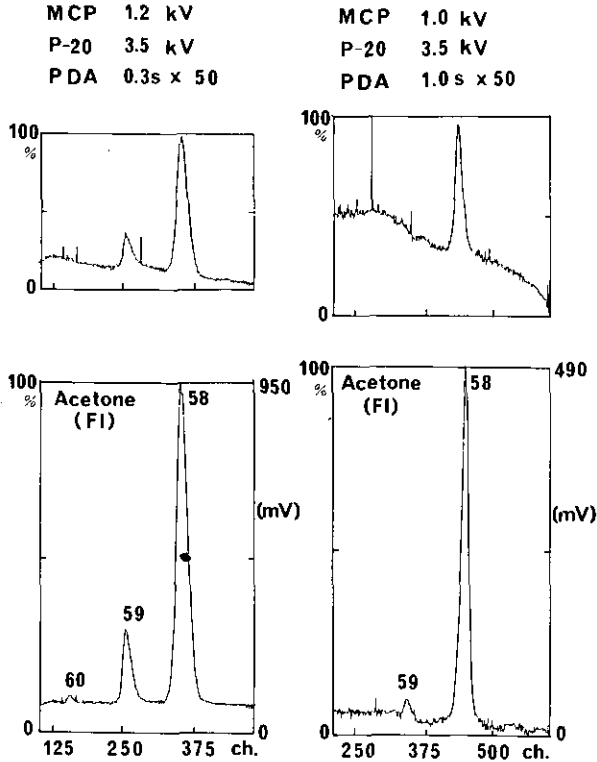 MCP 1.2 kV
P-20 3.5 kV
PDA 0.3s x 50
MCP 1.0 kV
P-20 3.5 kV
PDA 1.0s x 50
100
%
0
100
%
0
100
%
Acetone
(FI)
58
950
(mV)
59
60
0
0
125 250 375 ch.
100
%
Acetone
(FI)
58
490
(mV)
59
0
0
250 375 500 ch.